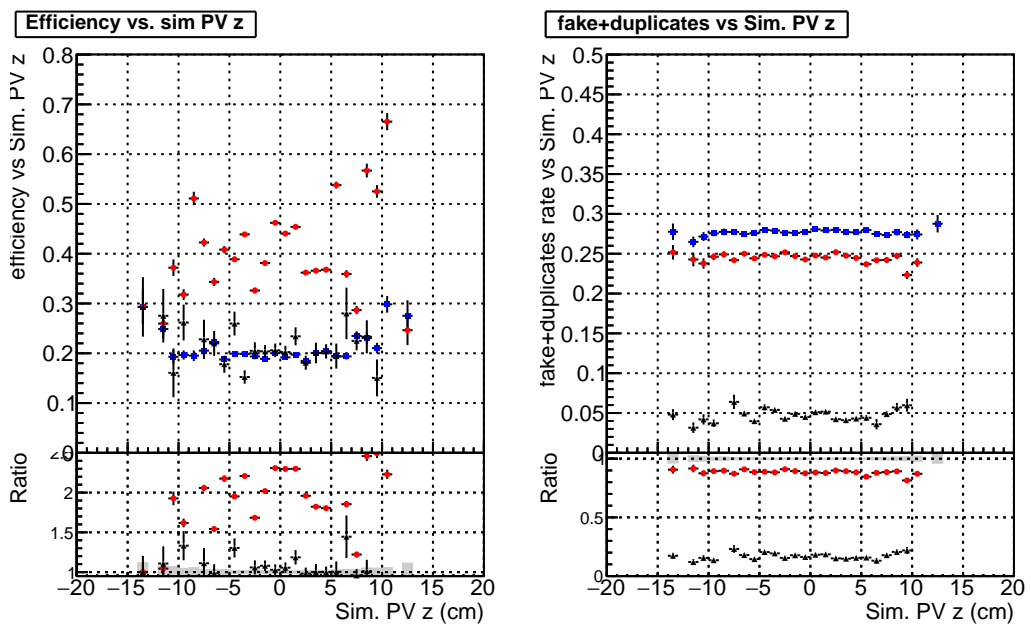 Efficiency vs. sim PV z
efficiency vs Sim. PV z
0.8
0.7
0.6
0.5
0.4
0.3
0.2
0.1
0
Ratio
2
1.5
1
−20 −15 −10 −5 0 5 10 15 20
Sim. PV z (cm)
fake+duplicates vs Sim. PV z
fake+duplicates rate vs Sim. PV z
0.5
0.45
0.4
0.35
0.3
0.25
0.2
0.15
0.1
0.05
0
Ratio
0.5
0
−20 −15 −10 −5 0 5 10 15 20
Sim. PV z (cm)